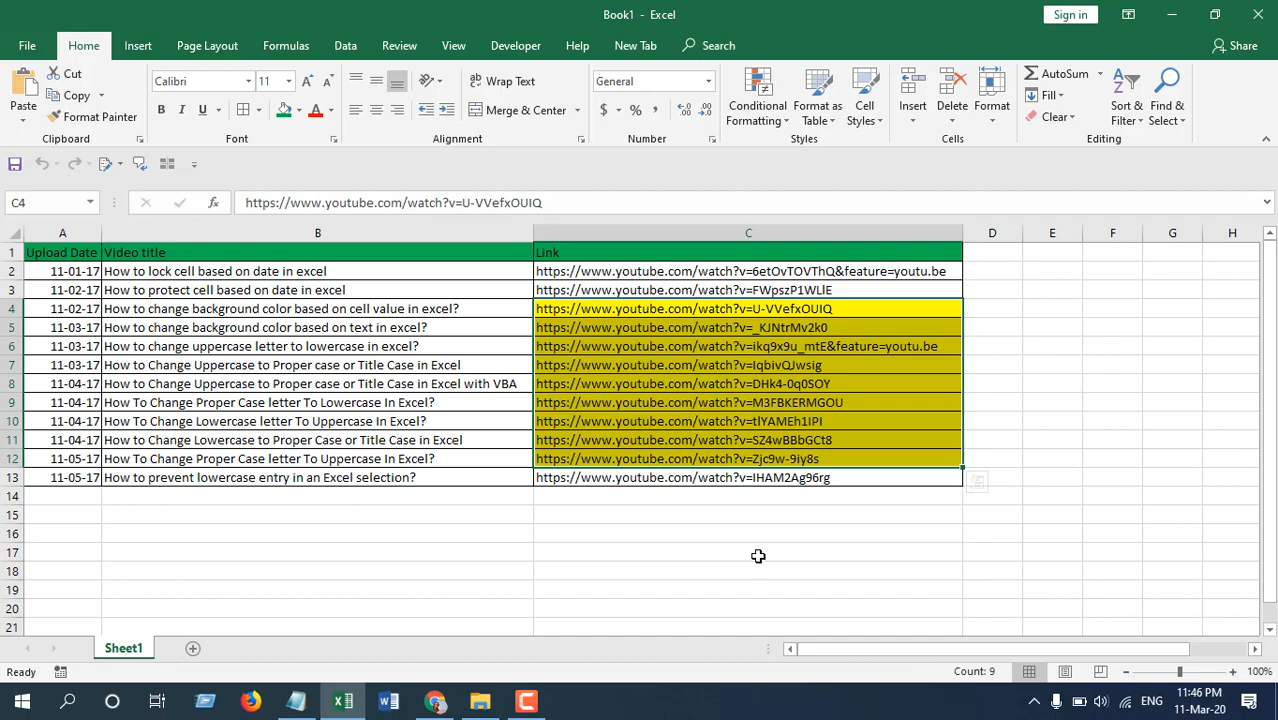 Book1 - Excel
Sign in
File Home Insert Page Layout Formulas Data Review View Developer Help New Tab Search Share
Paste
Cut
Copy
Format Painter
Clipboard
Calibri 11
B I U
Font
Wrap Text
Merge & Center
Alignment
General
$ % ,
Number
Conditional Formatting
Format as Table
Cell Styles
Styles
Insert Delete Format
Cells
AutoSum
Fill
Clear
Sort & Filter
Find & Select
Editing
C4 fx https://www.youtube.com/watch?v=U-VVefxOUIQ
A B C D E F G H
1 Upload Date Video title Link
2 11-01-17 How to lock cell based on date in excel https://www.youtube.com/watch?v=6etOvTOVThQ&feature=youtu.be
3 11-02-17 How to protect cell based on date in excel https://www.youtube.com/watch?v=FWpszP1WLlE
4 11-02-17 How to change background color based on cell value in excel? https://www.youtube.com/watch?v=U-VVefxOUIQ
5 11-03-17 How to change background color based on text in excel? https://www.youtube.com/watch?v=_KJNtrMv2k0
6 11-03-17 How to change uppercase letter to lowercase in excel? https://www.youtube.com/watch?v=ikq9x9u_mtE&feature=youtu.be
7 11-03-17 How to Change Uppercase to Proper case or Title Case in Excel https://www.youtube.com/watch?v=IqbivQJwsig
8 11-04-17 How to Change Uppercase to Proper case or Title Case in Excel with VBA https://www.youtube.com/watch?v=DHk4-0q0SOY
9 11-04-17 How To Change Proper Case letter To Lowercase In Excel? https://www.youtube.com/watch?v=M3FBKERMGOU
10 11-04-17 How To Change Lowercase letter To Uppercase In Excel? https://www.youtube.com/watch?v=tlYAMEh1IPI
11 11-04-17 How to Change Lowercase to Proper Case or Title Case in Excel https://www.youtube.com/watch?v=SZ4wBBbGCt8
12 11-05-17 How To Change Proper Case letter To Uppercase In Excel? https://www.youtube.com/watch?v=Zjc9w-9iy8s
13 11-05-17 How to prevent lowercase entry in an Excel selection? https://www.youtube.com/watch?v=IHAM2Ag96rg
14
15
16
17
18
19
20
21
Sheet1
Ready Count: 9 100%
ENG 11:46 PM
11-Mar-20